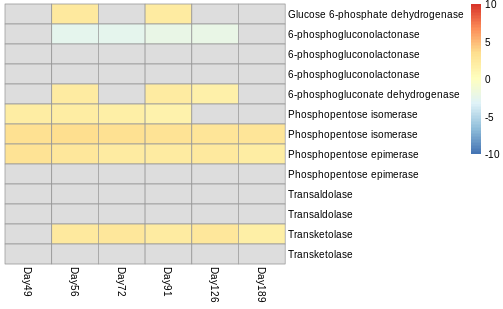 Glucose 6-phosphate dehydrogenase
6-phosphogluconolactonase
6-phosphogluconolactonase
6-phosphogluconolactonase
6-phosphogluconate dehydrogenase
Phosphopentose isomerase
Phosphopentose isomerase
Phosphopentose epimerase
Phosphopentose epimerase
Transaldolase
Transaldolase
Transketolase
Transketolase
10
5
0
-5
-10
Day49
Day56
Day72
Day91
Day126
Day189